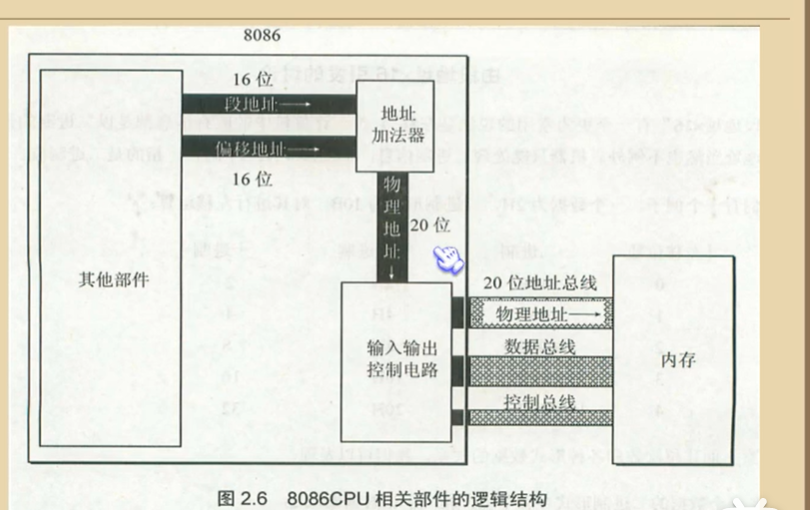 8086
16 位
段地址
偏移地址
16 位
地址
加法器
物
理
地
址
20 位
其他部件
输入输出
控制电路
20 位地址总线
物理地址
数据总线
控制总线
内存
图 2.6 8086CPU 相关部件的逻辑结构